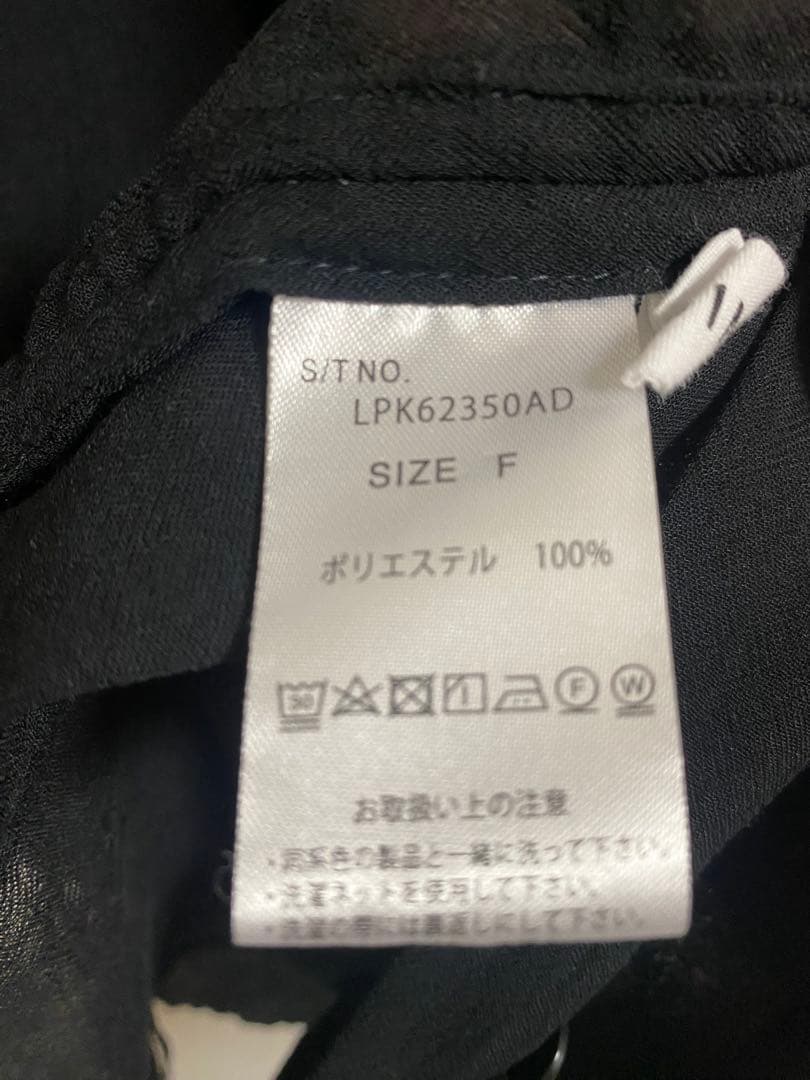 S/T NO.
LPK62350AD
SIZE F
ポリエステル 100%
30 F W
お取扱い上の注意
・同系色の製品と一緒に洗って下さい。
・洗濯ネットを使用して下さい。
・洗濯の際には裏返しにして下さい。